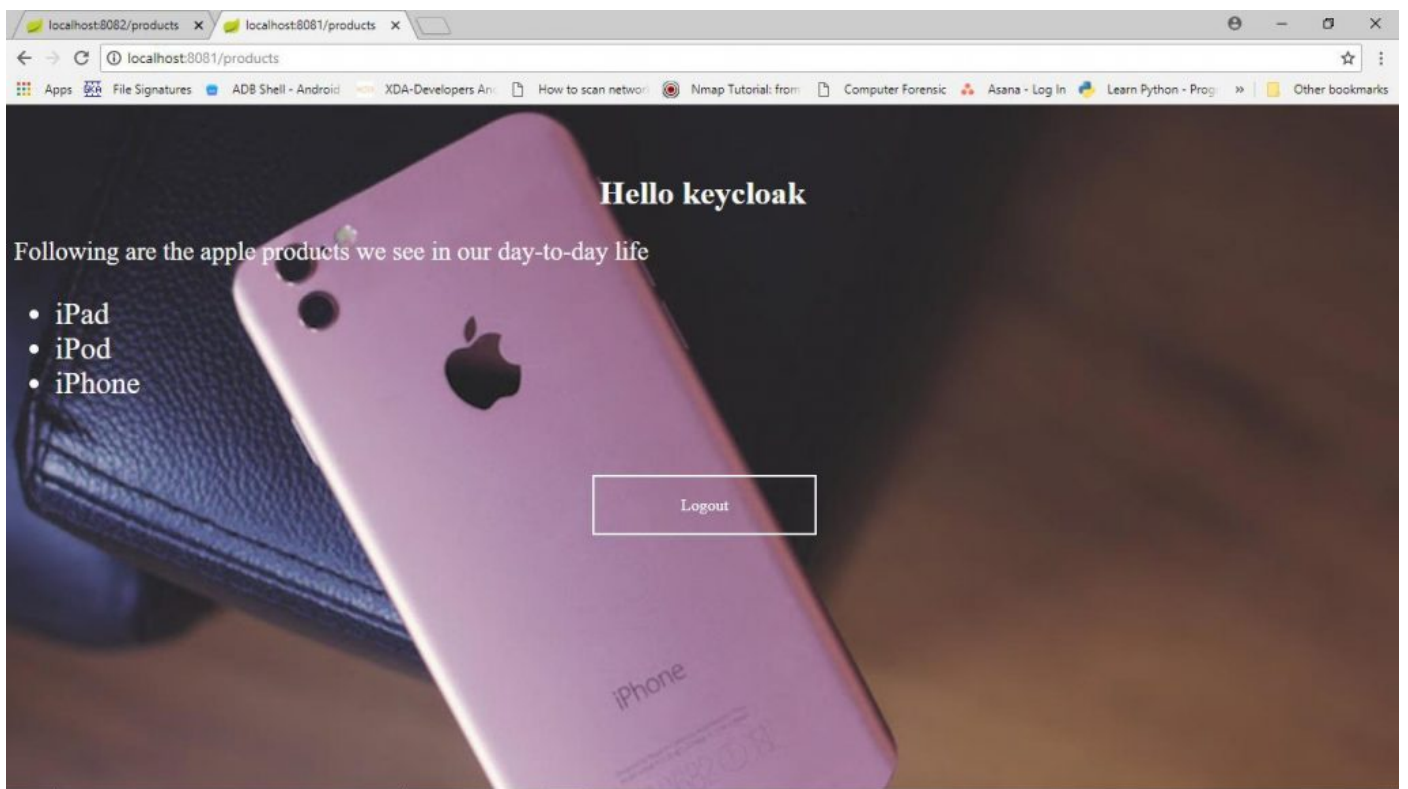 localhost:8082/products
localhost:8081/products
localhost:8081/products
Apps File Signatures ADB Shell - Android XDA-Developers An How to scan networ Nmap Tutorial: from Computer Forensic Asana - Log In Learn Python - Prog » Other bookmarks
Hello keycloak
Following are the apple products we see in our day-to-day life
iPad
iPod
iPhone
Logout
iPhone